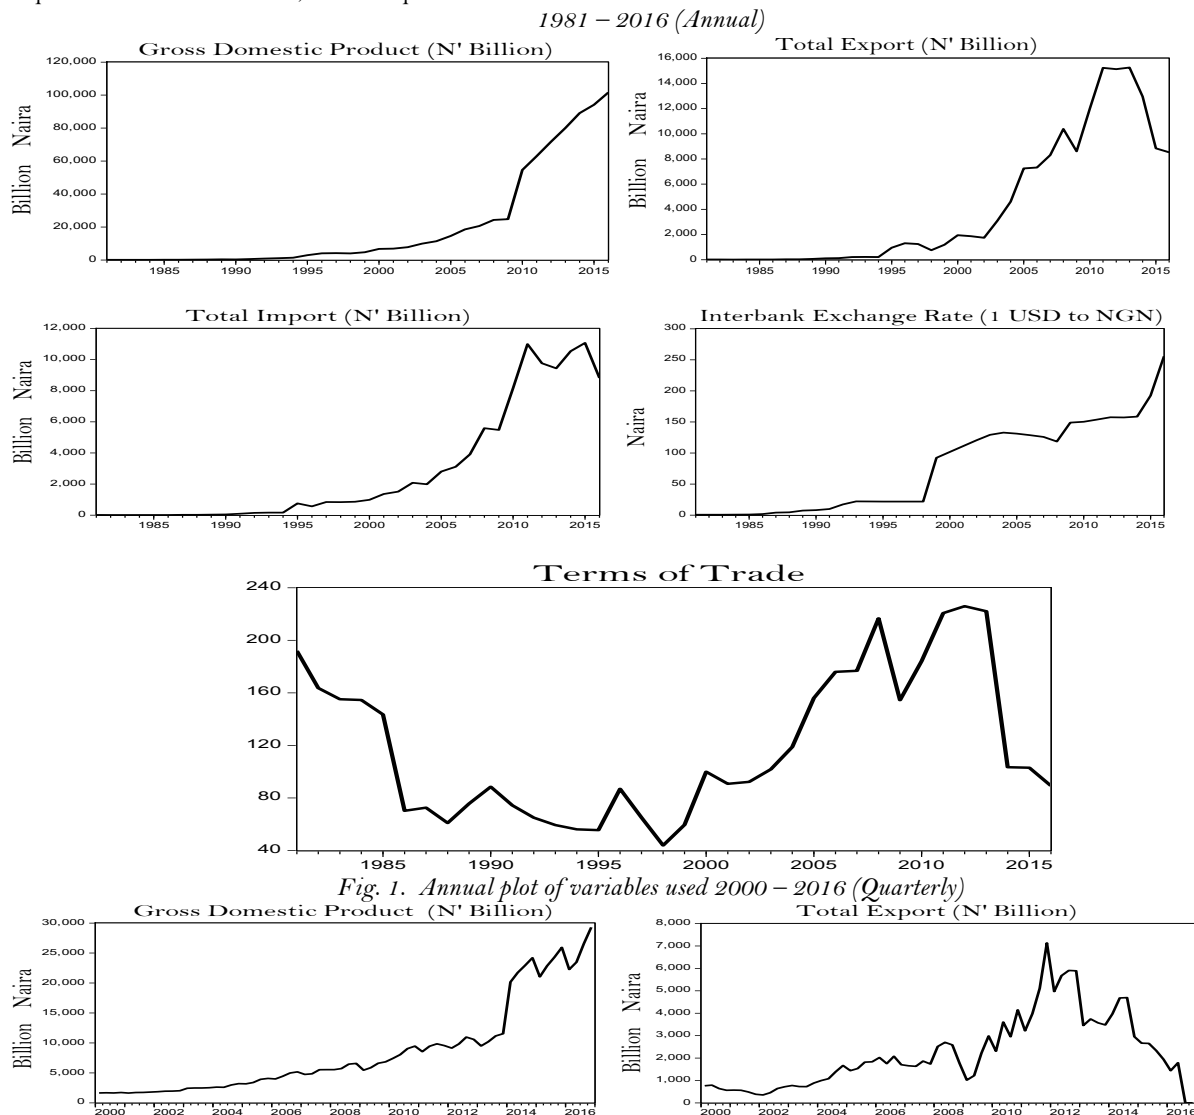 1981 – 2016 (Annual)
Gross Domestic Product (N' Billion)
Billion Naira
120,000
100,000
80,000
60,000
40,000
20,000
0
1985 1990 1995 2000 2005 2010 2015
Total Export (N' Billion)
Billion Naira
16,000
14,000
12,000
10,000
8,000
6,000
4,000
2,000
0
1985 1990 1995 2000 2005 2010 2015
Total Import (N' Billion)
Billion Naira
12,000
10,000
8,000
6,000
4,000
2,000
0
1985 1990 1995 2000 2005 2010 2015
Interbank Exchange Rate (1 USD to NGN)
Naira
300
250
200
150
100
50
0
1985 1990 1995 2000 2005 2010 2015
Terms of Trade
240
200
160
120
80
40
1985 1990 1995 2000 2005 2010 2015
Fig. 1. Annual plot of variables used 2000 – 2016 (Quarterly)
Gross Domestic Product (N' Billion)
Billion Naira
30,000
25,000
20,000
15,000
10,000
5,000
0
2000 2002 2004 2006 2008 2010 2012 2014 2016
Total Export (N' Billion)
Billion Naira
8,000
7,000
6,000
5,000
4,000
3,000
2,000
1,000
0
2000 2002 2004 2006 2008 2010 2012 2014